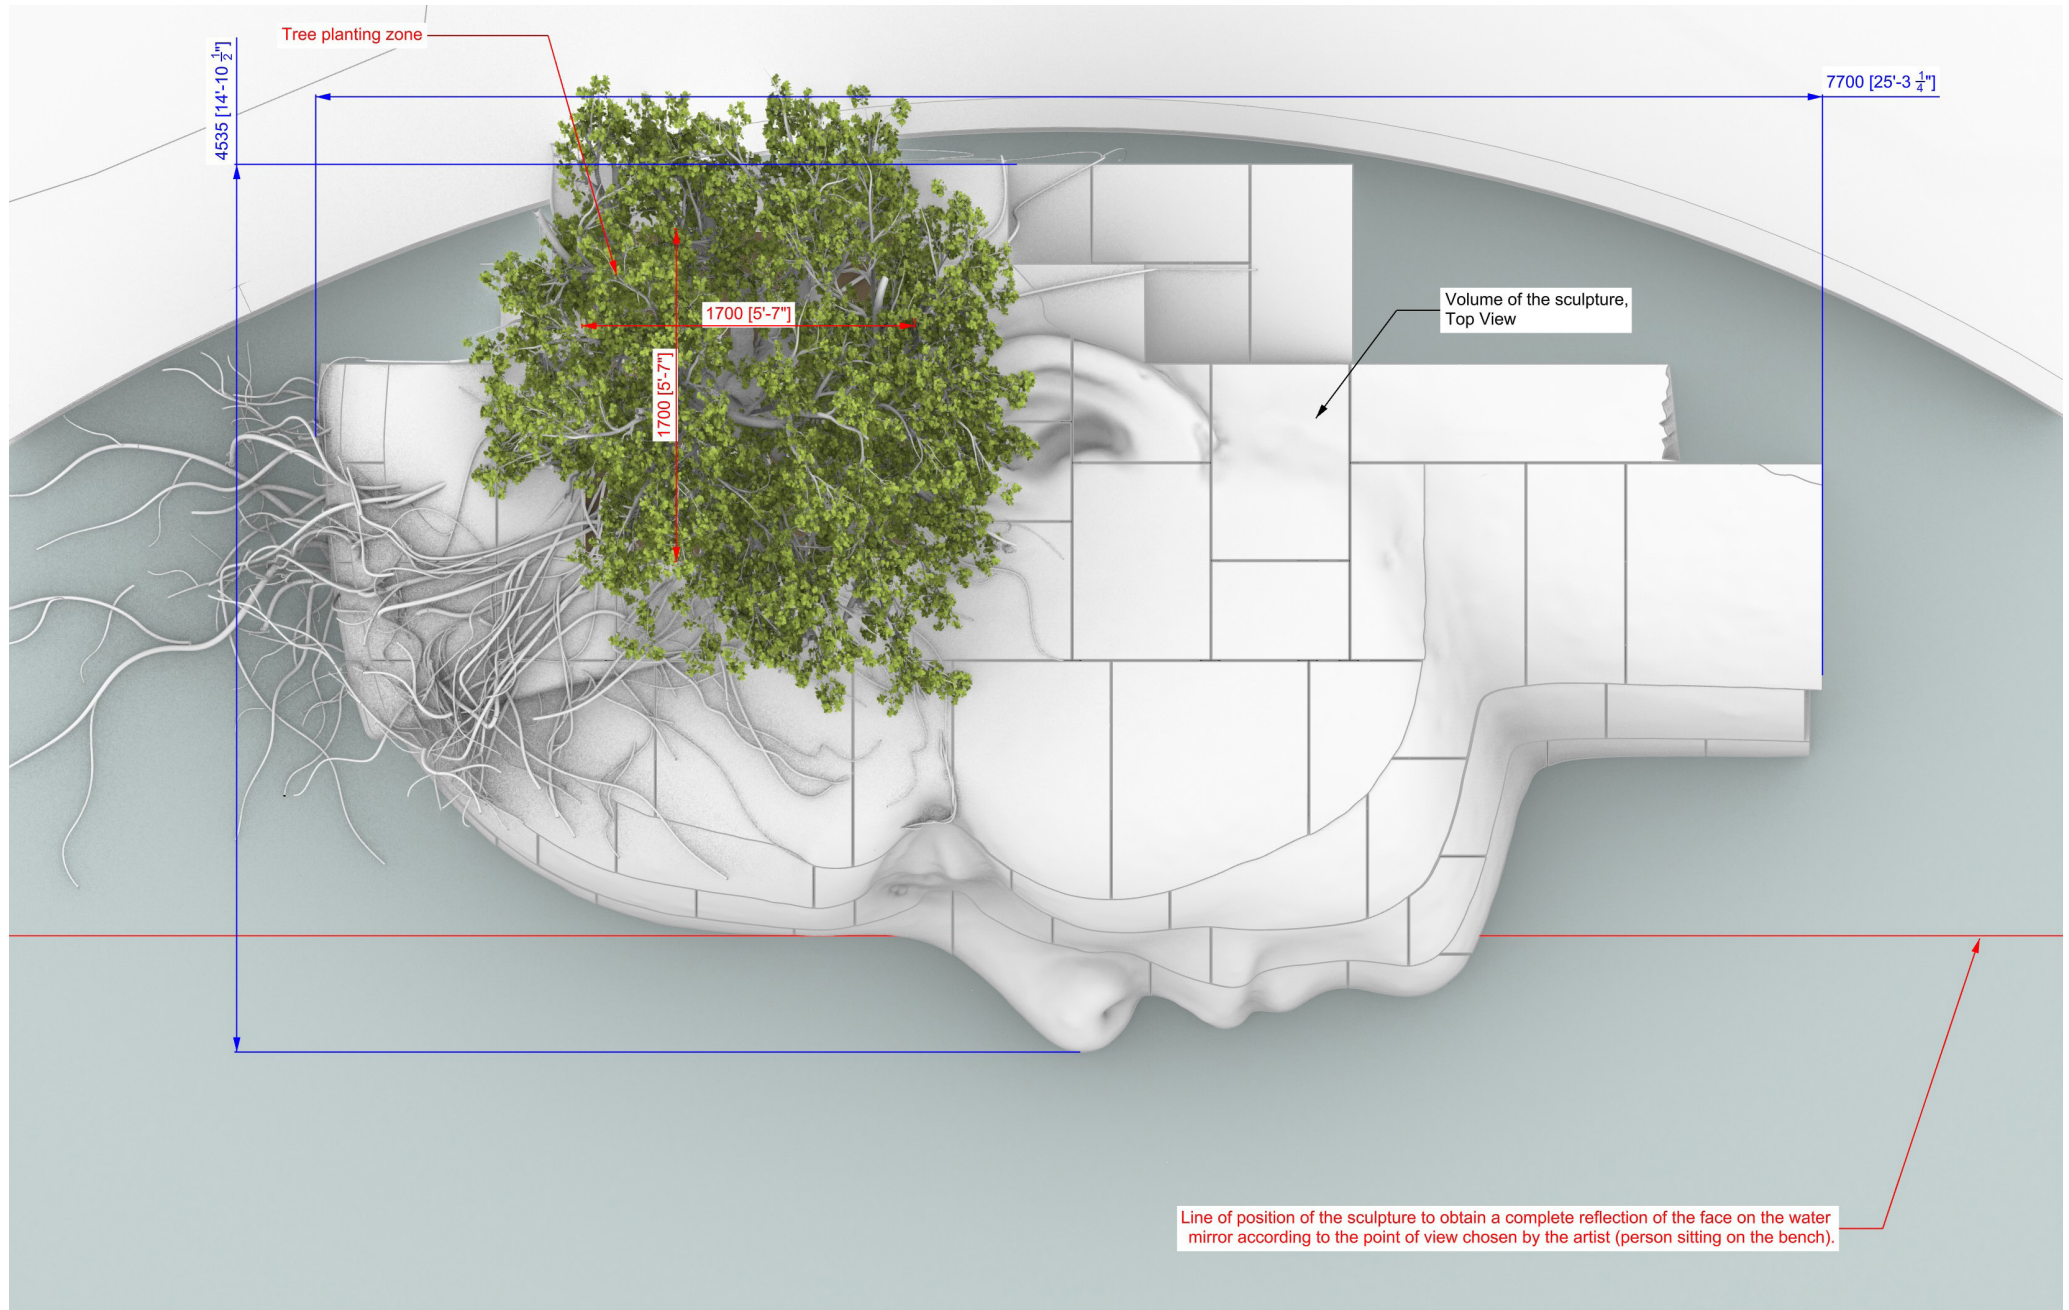 Tree planting zone
4535 [14'-10 1/2"]
7700 [25'-3 1/4"]
Volume of the sculpture,
Top View
1700 [5'-7"]
1700 [5'-7"]
Line of position of the sculpture to obtain a complete reflection of the face on the water
mirror according to the point of view chosen by the artist (person sitting on the bench).